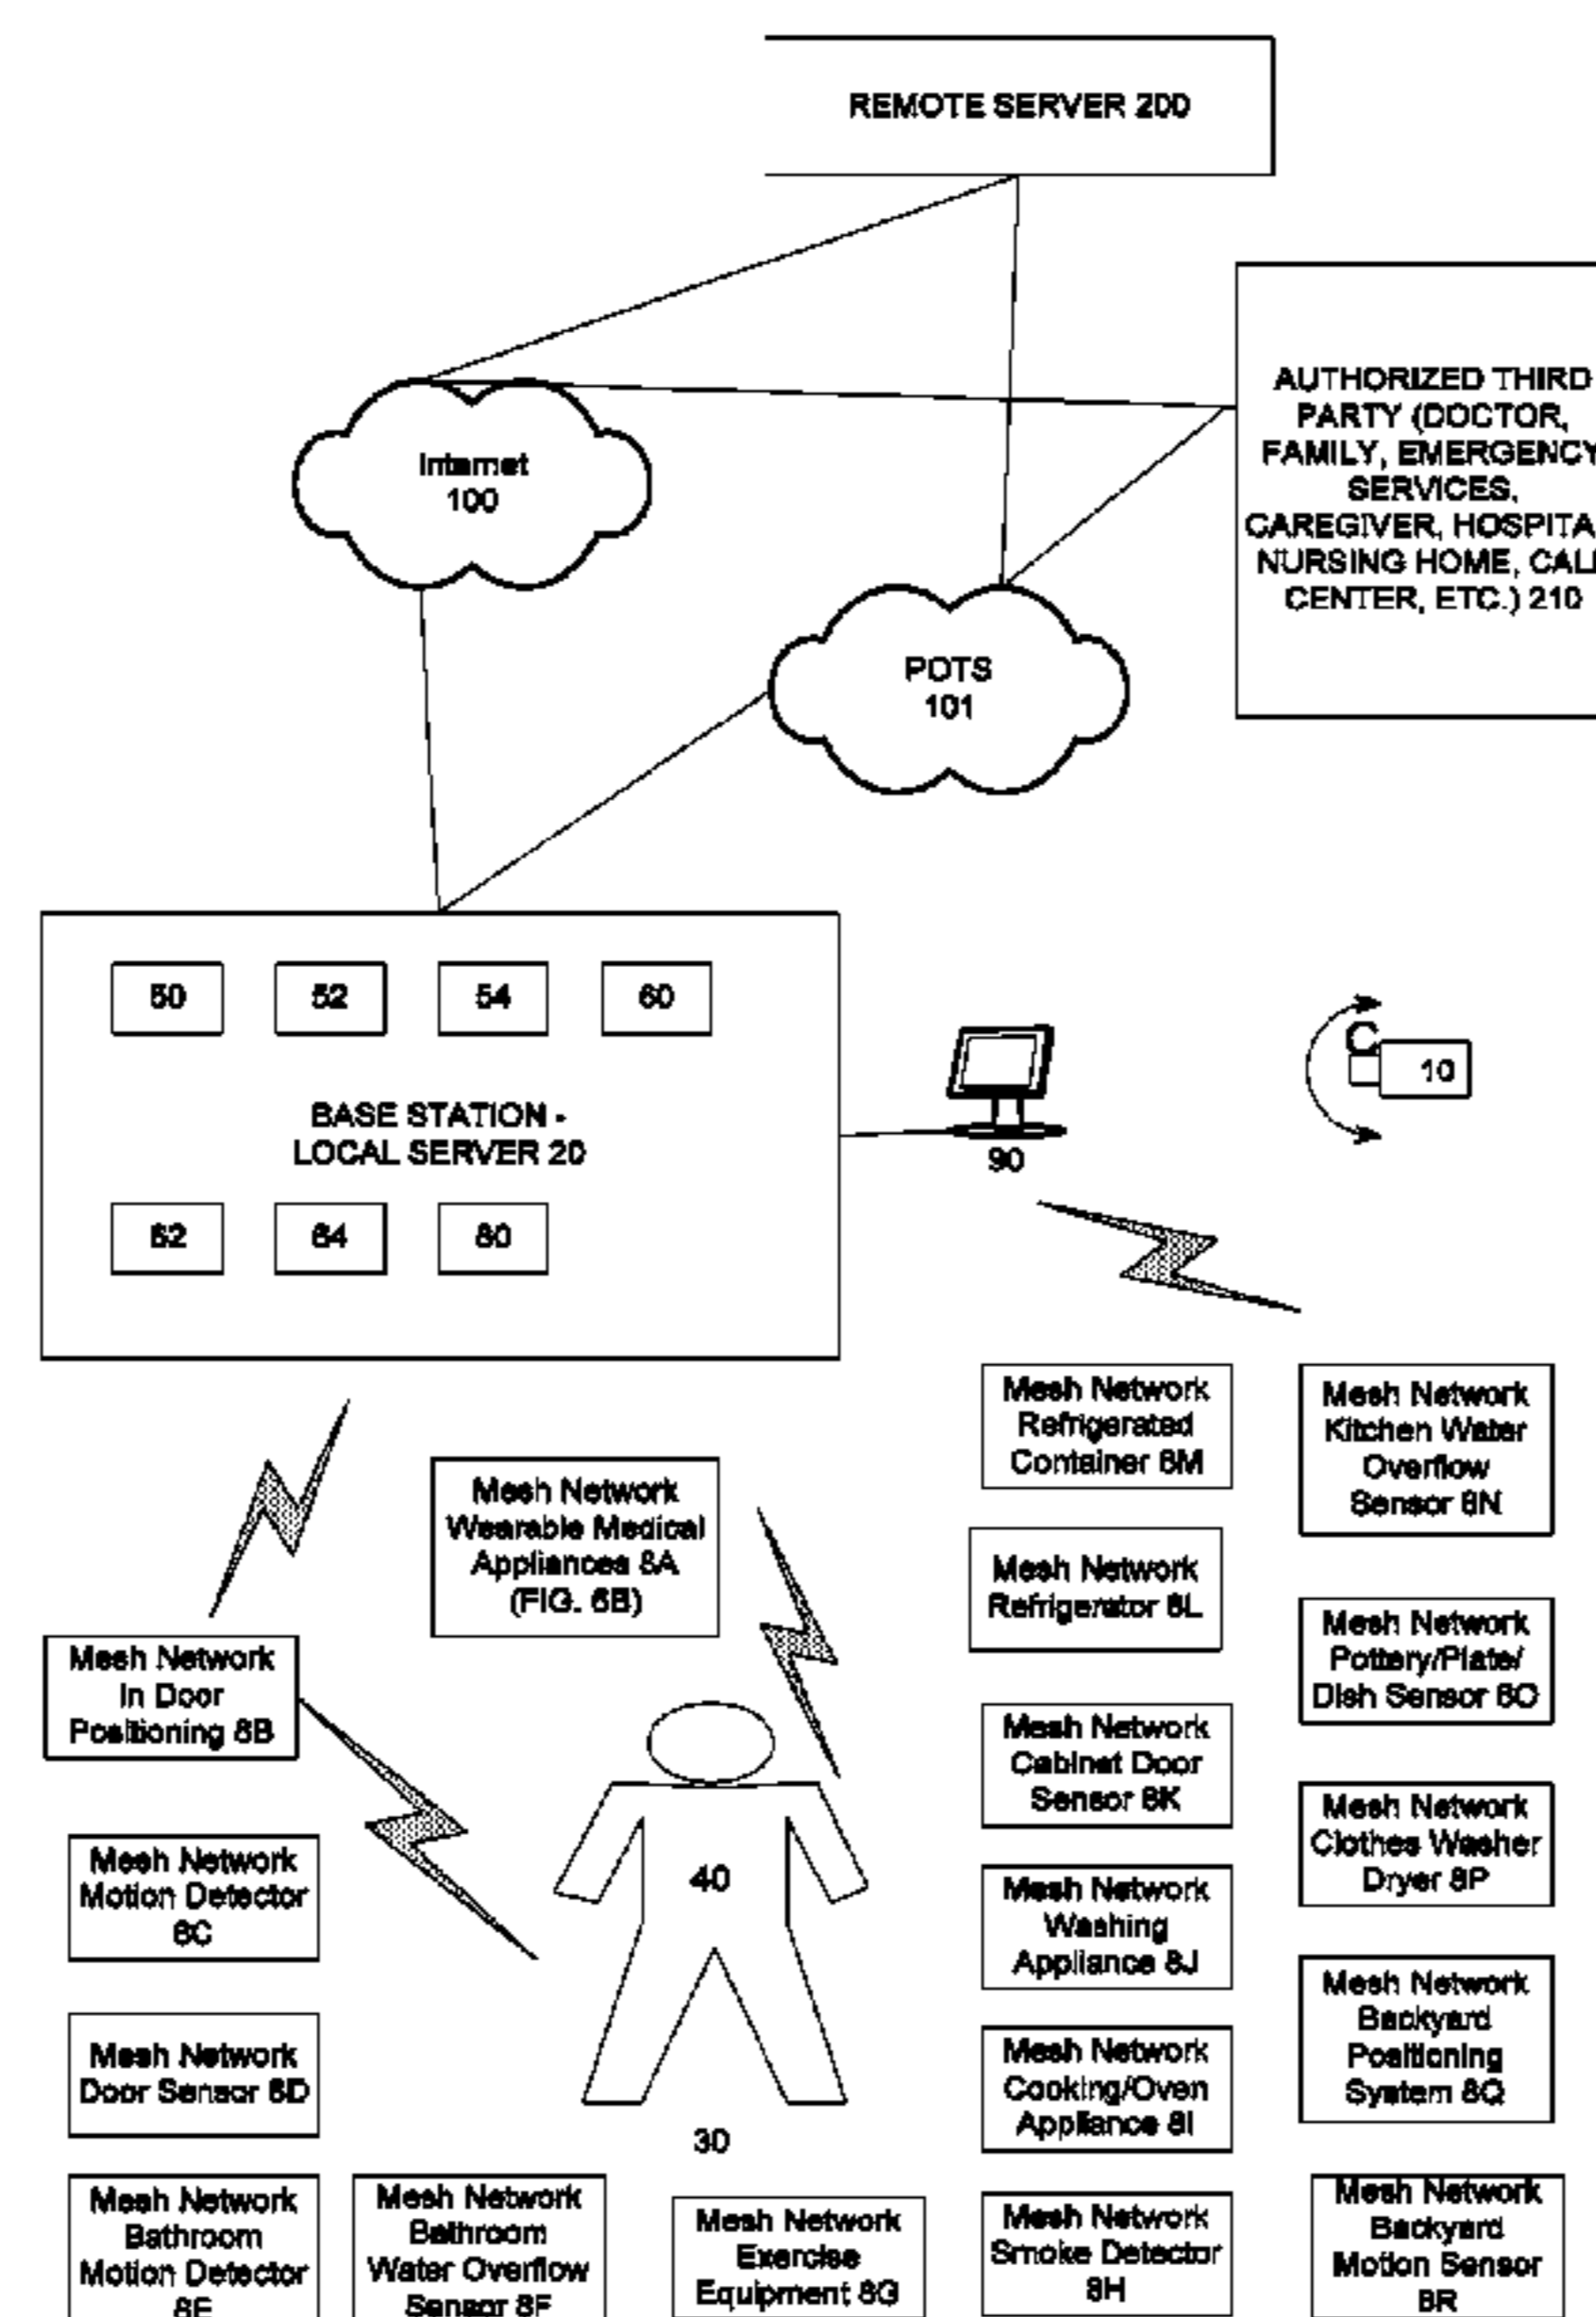 REMOTE SERVER 200
AUTHORIZED THIRD
PARTY (DOCTOR,
FAMILY, EMERGENCY
SERVICES,
CAREGIVER, HOSPITA
NURSING HOME, CALL
CENTER, ETC.) 210
Internet
100
POTS
101
50
52
54
60
BASE STATION -
LOCAL SERVER 20
62
64
80
90
C
10
Mesh Network
Refrigerated
Container 8M
Mesh Network
Kitchen Water
Overflow
Sensor 8N
Mesh Network
Wearable Medical
Appliances 8A
(FIG. 6B)
Mesh Network
Refrigerator 8L
Mesh Network
Pottery/Plate/
Dish Sensor 8O
Mesh Network
In Door
Positioning 8B
Mesh Network
Cabinet Door
Sensor 8K
Mesh Network
Clothes Washer
Dryer 8P
Mesh Network
Motion Detector
8C
40
Mesh Network
Washing
Appliance 8J
Mesh Network
Backyard
Positioning
System 8Q
Mesh Network
Door Sensor 8D
Mesh Network
Cooking/Oven
Appliance 8I
30
Mesh Network
Bathroom
Motion Detector
8E
Mesh Network
Bathroom
Water Overflow
Sensor 8F
Mesh Network
Exercise
Equipment 8G
Mesh Network
Smoke Detector
8H
Mesh Network
Backyard
Motion Sensor
8R